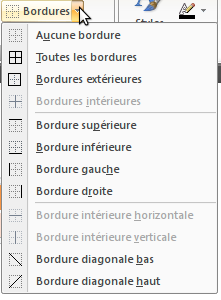 Bordures
Aucune bordure
Toutes les bordures
Bordures extérieures
Bordures intérieures
Bordure supérieure
Bordure inférieure
Bordure gauche
Bordure droite
Bordure intérieure horizontale
Bordure intérieure verticale
Bordure diagonale bas
Bordure diagonale haut